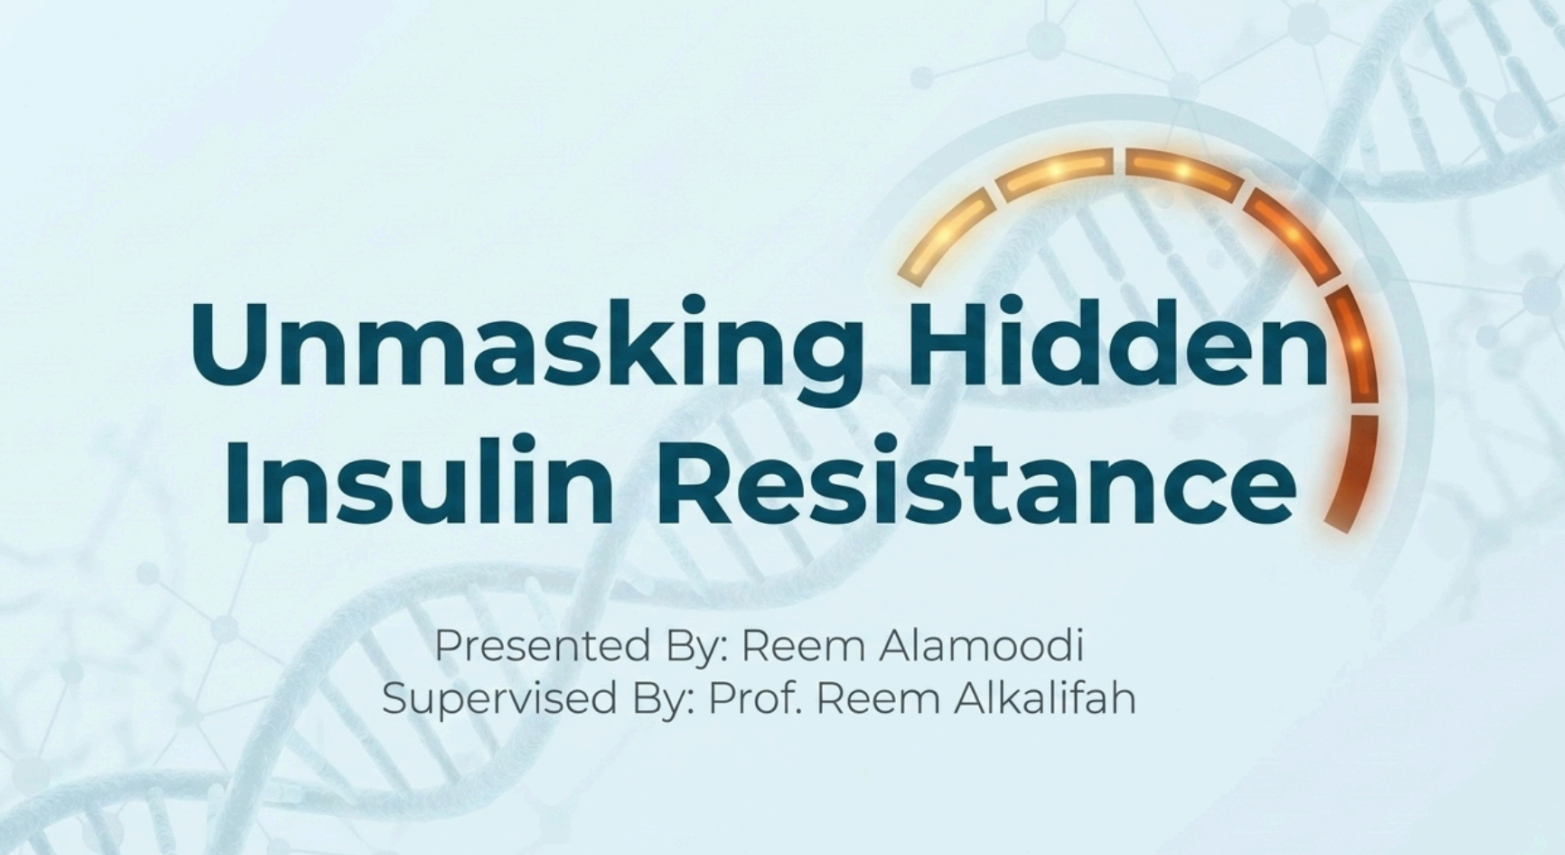 Unmasking Hidden
Insulin Resistance
Presented By: Reem Alamoodi
Supervised By: Prof. Reem Alkalifah